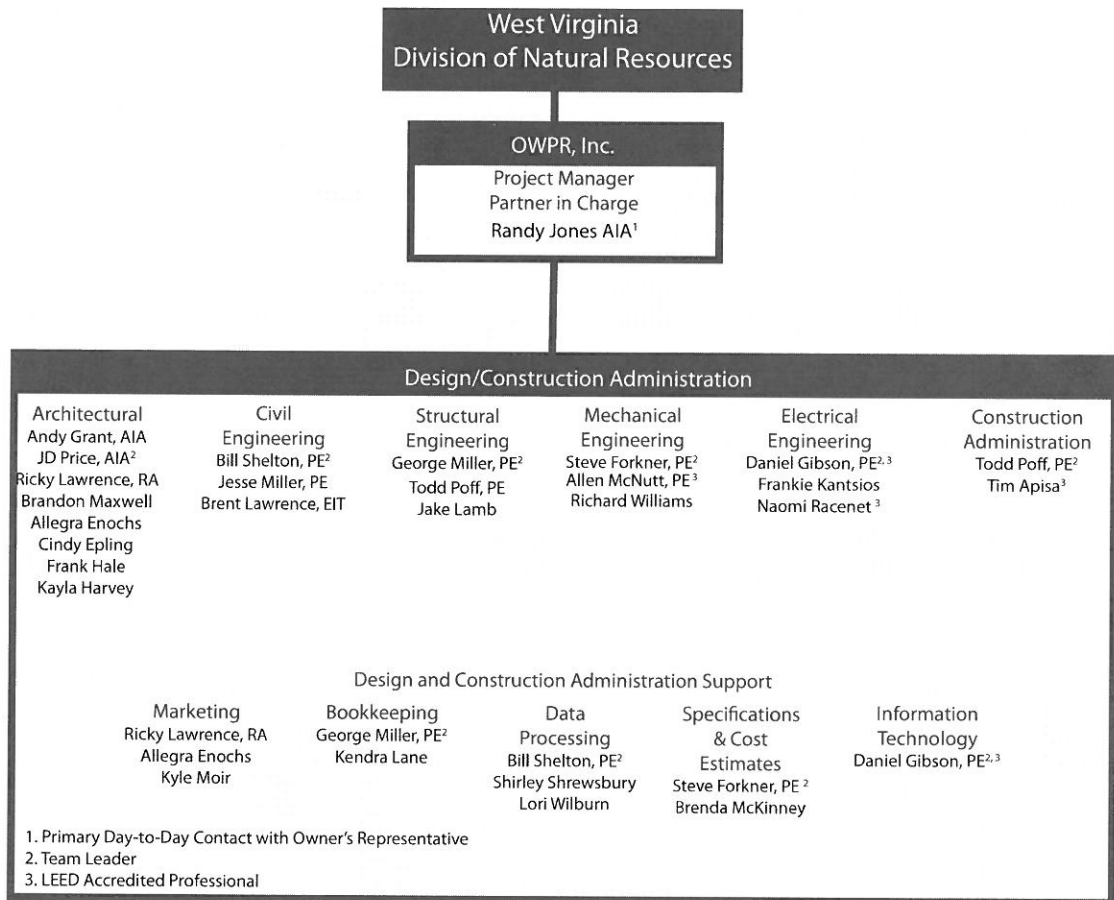 West Virginia
Division of Natural Resources
OWPR, Inc.
Project Manager
Partner in Charge
Randy Jones AIA¹
Design/Construction Administration
Architectural
Andy Grant, AIA
JD Price, AIA²
Ricky Lawrence, RA
Brandon Maxwell
Allegra Enochs
Cindy Epling
Frank Hale
Kayla Harvey
Civil
Engineering
Bill Shelton, PE²
Jesse Miller, PE
Brent Lawrence, EIT
Structural
Engineering
George Miller, PE²
Todd Poff, PE
Jake Lamb
Mechanical
Engineering
Steve Forkner, PE²
Allen McNutt, PE³
Richard Williams
Electrical
Engineering
Daniel Gibson, PE²,³
Frankie Kantsios
Naomi Racenet ³
Construction
Administration
Todd Poff, PE²
Tim Apisa³
Design and Construction Administration Support
Marketing
Ricky Lawrence, RA
Allegra Enochs
Kyle Moir
Bookkeeping
George Miller, PE²
Kendra Lane
Data
Processing
Bill Shelton, PE²
Shirley Shrewsbury
Lori Wilburn
Specifications
& Cost
Estimates
Steve Forkner, PE ²
Brenda McKinney
Information
Technology
Daniel Gibson, PE²,³
1. Primary Day-to-Day Contact with Owner's Representative
2. Team Leader
3. LEED Accredited Professional